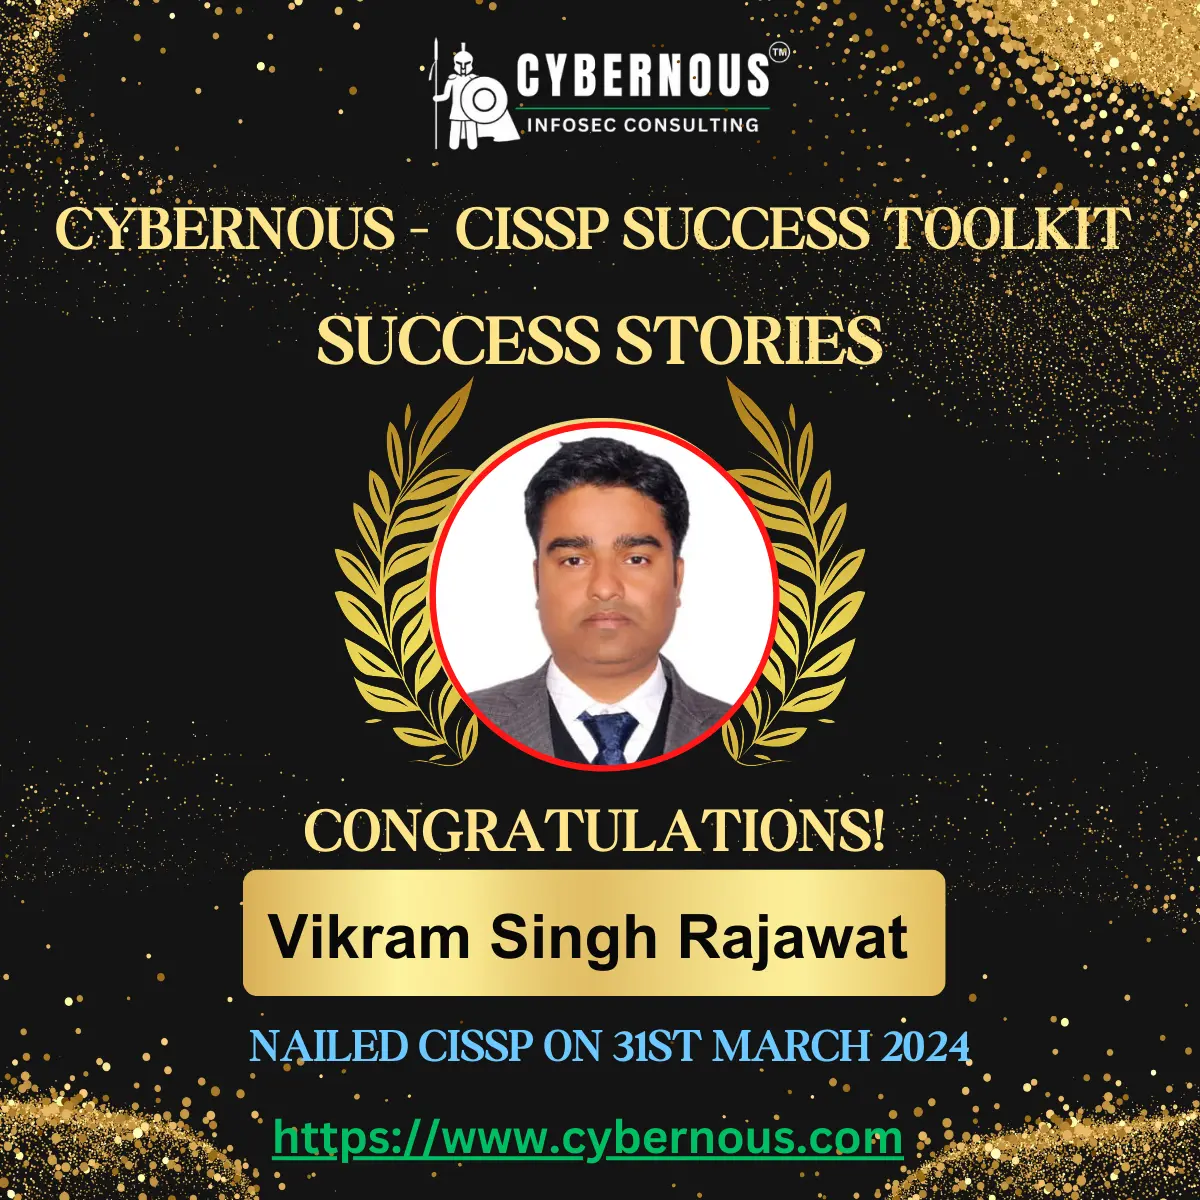 CYBERNOUS™
INFOSEC CONSULTING
CYBERNOUS - CISSP SUCCESS TOOLKIT
SUCCESS STORIES
CONGRATULATIONS!
Vikram Singh Rajawat
NAILED CISSP ON 31ST MARCH 2024
https://www.cybernous.com